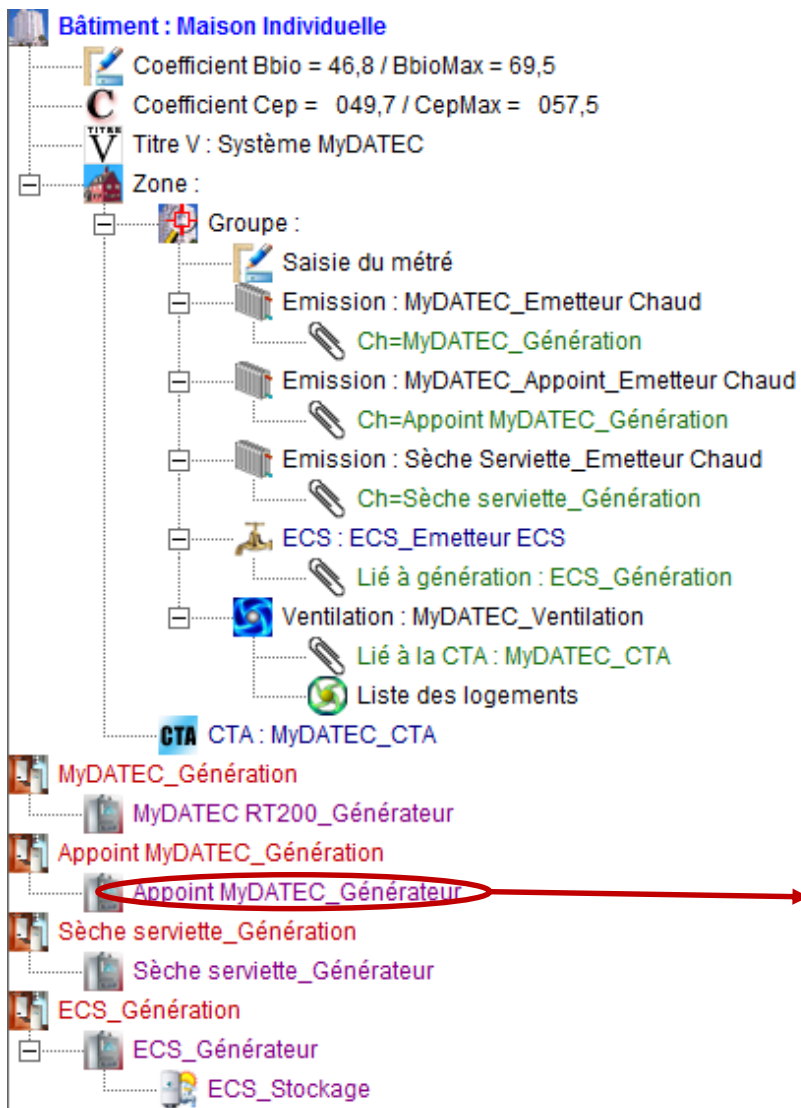 Bâtiment : Maison Individuelle
Coefficient Bbio = 46,8 / BbioMax = 69,5
C Coefficient Cep = 049,7 / CepMax = 057,5
TITRE V Titre V : Système MyDATEC
Zone :
Groupe :
Saisie du métré
Emission : MyDATEC_Emetteur Chaud
Ch=MyDATEC_Génération
Emission : MyDATEC_Appoint_Emetteur Chaud
Ch=Appoint MyDATEC_Génération
Emission : Sèche Serviette_Emetteur Chaud
Ch=Sèche serviette_Génération
ECS : ECS_Emetteur ECS
Lié à génération : ECS_Génération
Ventilation : MyDATEC_Ventilation
Lié à la CTA : MyDATEC_CTA
Liste des logements
CTA CTA : MyDATEC_CTA
MyDATEC_Génération
MyDATEC RT200_Générateur
Appoint MyDATEC_Génération
Appoint MyDATEC_Générateur
Sèche serviette_Génération
Sèche serviette_Générateur
ECS_Génération
ECS_Générateur
ECS_Stockage